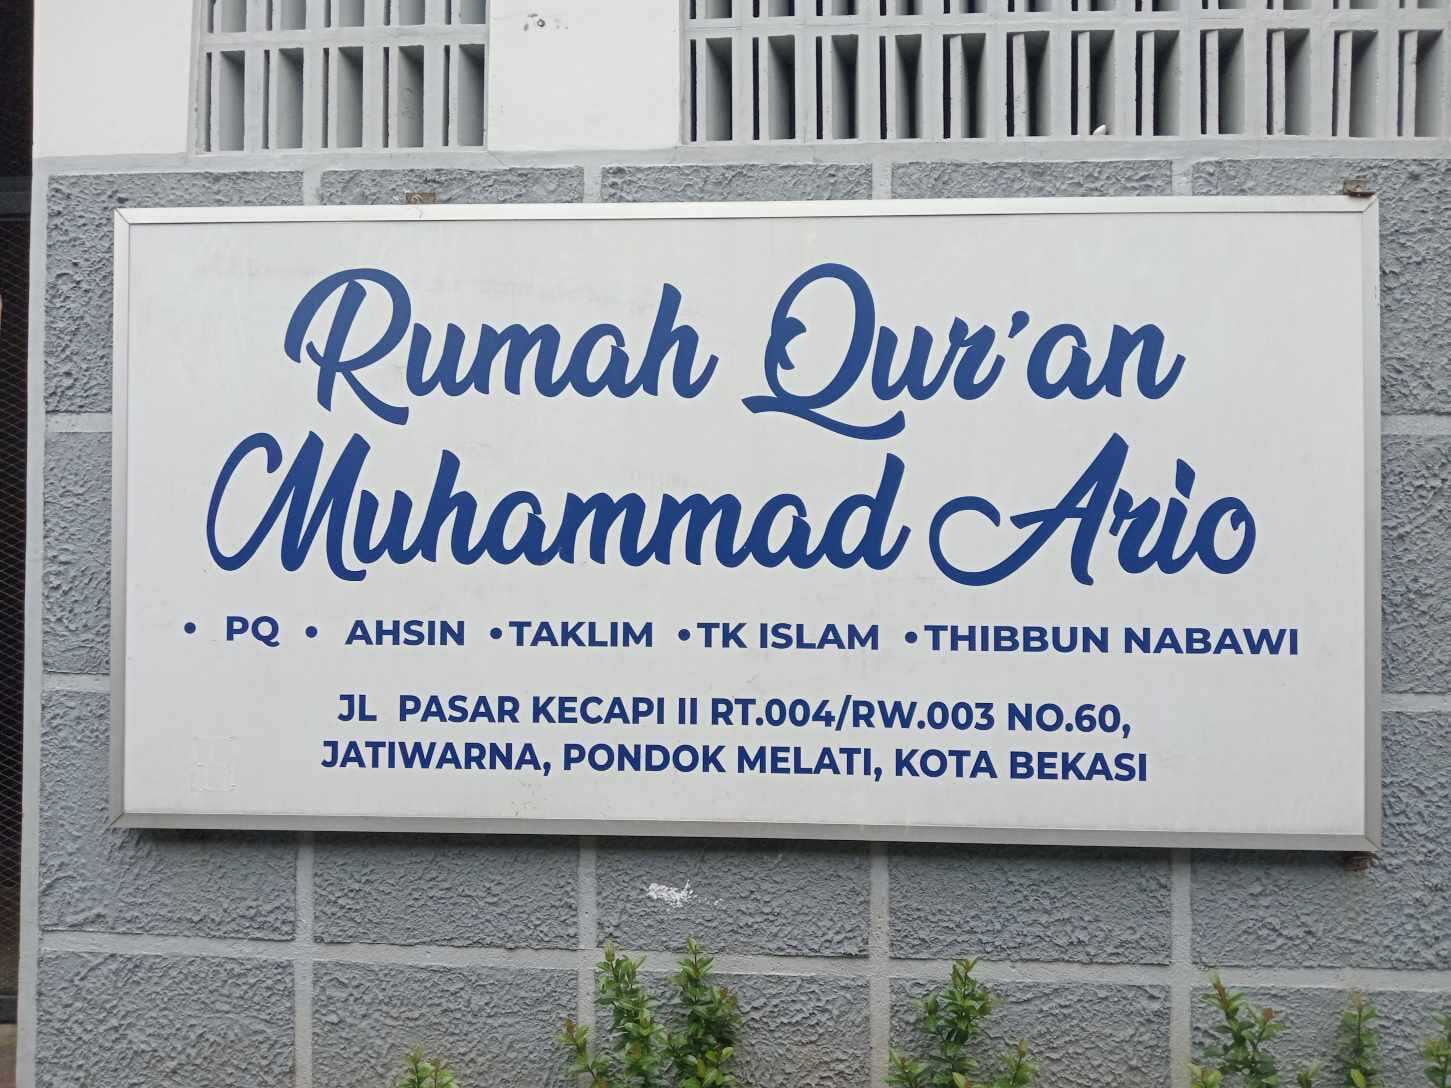 Rumah Qur'an
Muhammad Ario
• PQ • AHSIN •TAKLIM •TK ISLAM •THIBBUN NABAWI
JL PASAR KECAPI II RT.004/RW.003 NO.60,
JATIWARNA, PONDOK MELATI, KOTA BEKASI